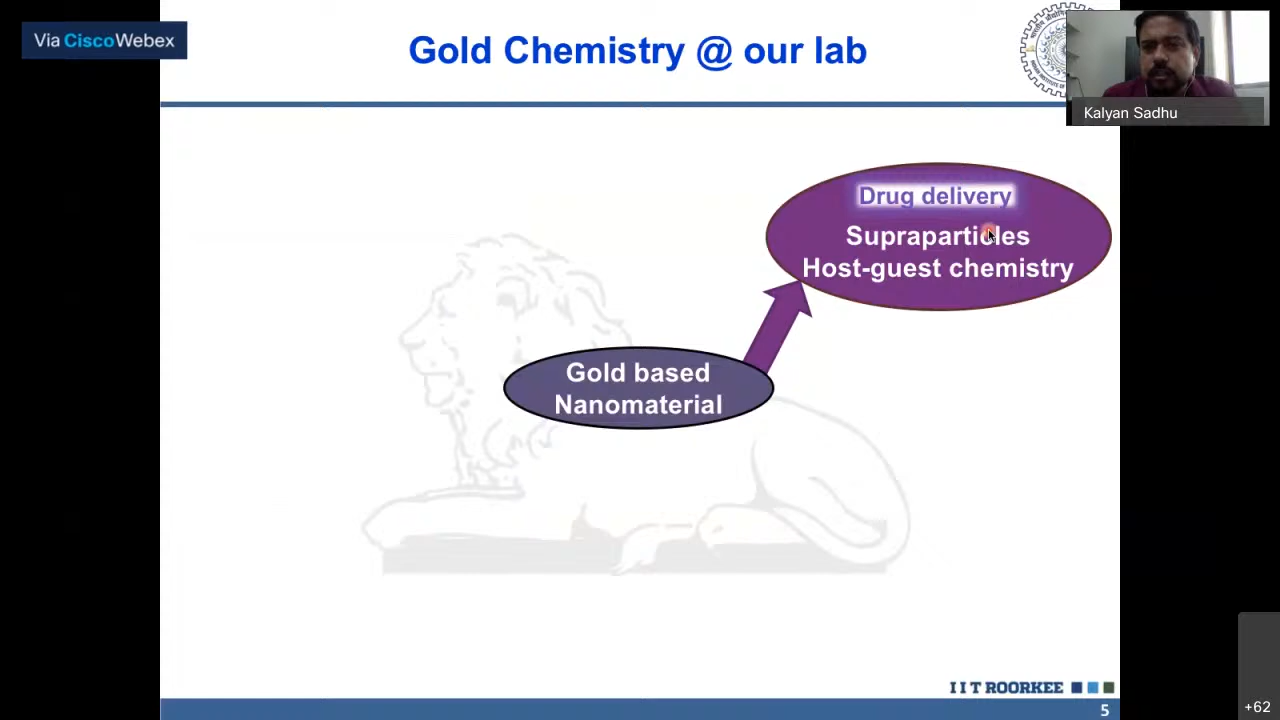 Via CiscoWebex
Gold Chemistry @ our lab
Kalyan Sadhu
Drug delivery
Supraparticles
Host-guest chemistry
Gold based
Nanomaterial
I I T ROORKEE
5
+62